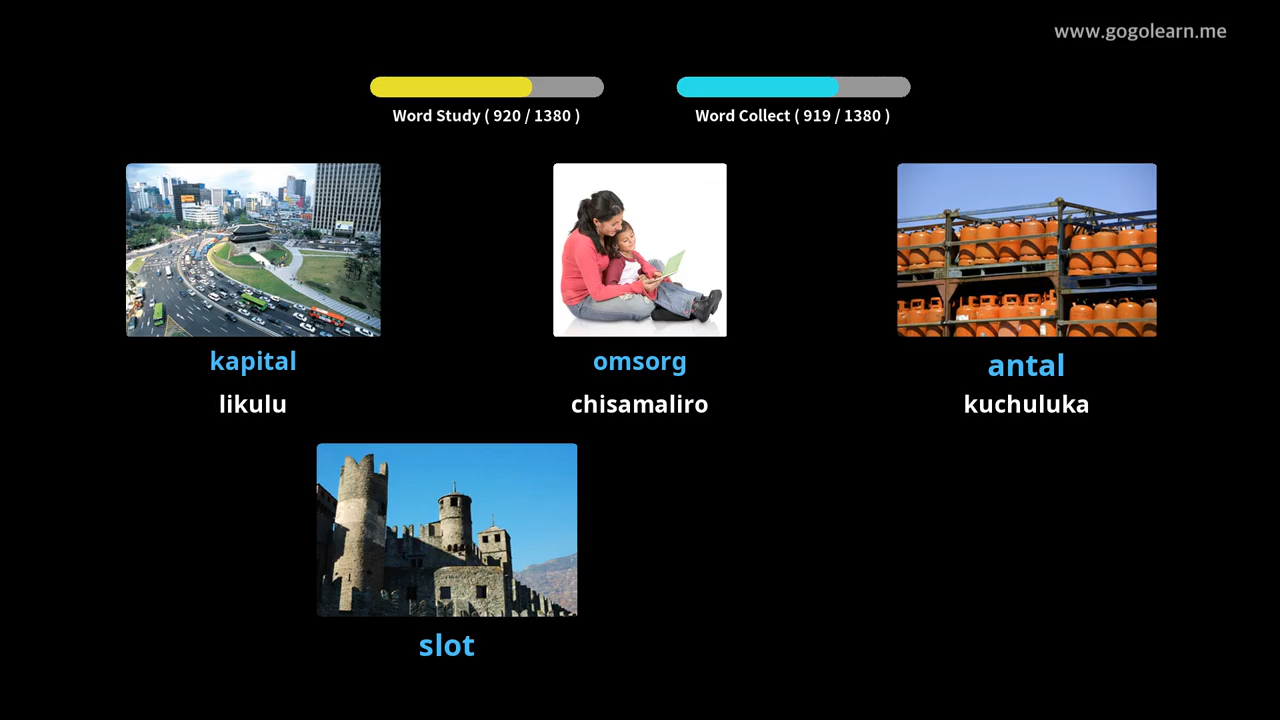 www.gogolearn.me
Word Study ( 920 / 1380 )
Word Collect ( 919 / 1380 )
kapital
omsorg
antal
likulu
chisamaliro
kuchuluka
slot